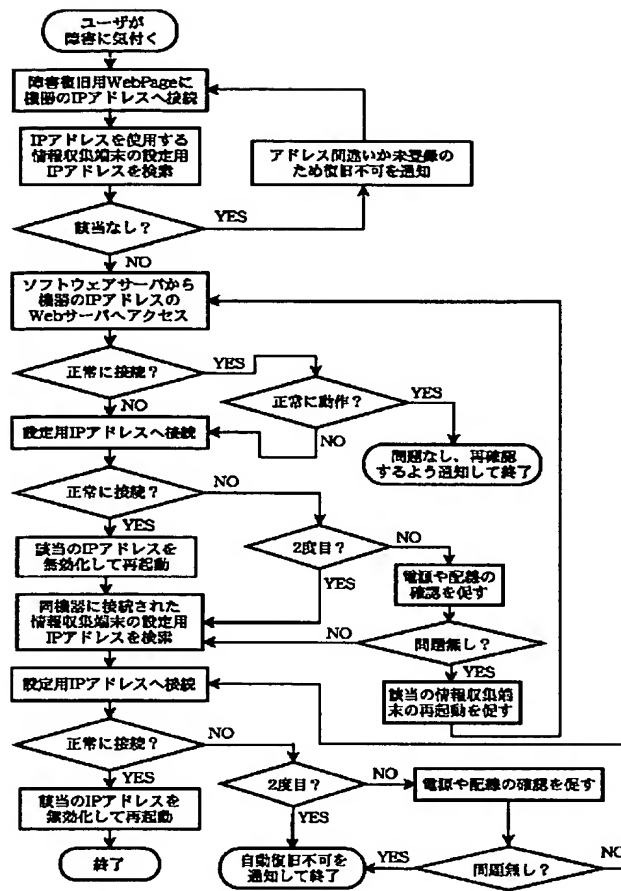 ユーザが
障害に気付く
障害復旧用WebPageに
機器のIPアドレスへ接続
IPアドレスを使用する
情報収集端末の設定用
IPアドレスを検索
アドレス間違いか未登録の
ため復旧不可を通知
該当なし？
YES
NO
ソフトウェアサーバから
機器のIPアドレスの
Webサーバへアクセス
正常に接続？
YES
NO
正常に動作？
YES
NO
設定用IPアドレスへ接続
問題なし、再確認
するよう通知して終了
正常に接続？
NO
YES
2度目？
NO
YES
該当のIPアドレスを
無効化して再起動
電源や配線の
確認を促す
同機器に接続された
情報収集端末の設定用
IPアドレスを検索
NO
問題無し？
YES
設定用IPアドレスへ接続
該当の情報収集端
末の再起動を促す
正常に接続？
NO
YES
2度目？
NO
YES
電源や配線の確認を促す
該当のIPアドレスを
無効化して再起動
終了
自動復旧不可を
通知して終了
YES
問題無し？
NO